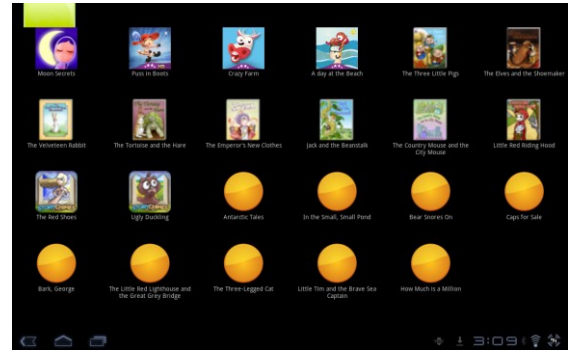 Moon Secrets
Puss in Boots
Crazy Farm
A day at the Beach
The Three Little Pigs
The Elves and the Shoemaker
The Velveteen Rabbit
The Tortoise and the Hare
The Emperor's New Clothes
Jack and the Beanstalk
The Country Mouse and the
City Mouse
Little Red Riding Hood
The Red Shoes
Ugly Duckling
Antarctic Tales
In the Small, Small Pond
Bear Snores On
Caps for Sale
Bark, George
The Little Red Lighthouse and
the Great Grey Bridge
The Three-Legged Cat
Little Tim and the Brave Sea
Captain
How Much is a Million
3:09